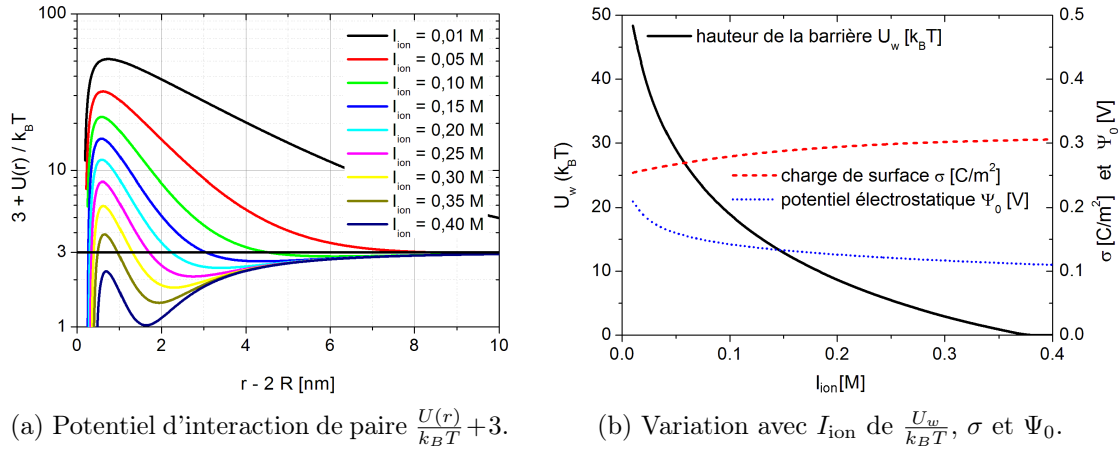 3 + U(r) / k_BT
100
10
3
1
I_ion = 0,01 M
I_ion = 0,05 M
I_ion = 0,10 M
I_ion = 0,15 M
I_ion = 0,20 M
I_ion = 0,25 M
I_ion = 0,30 M
I_ion = 0,35 M
I_ion = 0,40 M
0 2 4 6 8 10
r - 2 R [nm]
(a) Potentiel d'interaction de paire $\frac{U(r)}{k_BT}$+3.
U_w (k_BT)
50
40
30
20
10
0
hauteur de la barrière U_w [k_BT]
charge de surface σ [C/m²]
potentiel électrostatique Ψ_0 [V]
0.5
0.4
0.3
0.2
0.1
0.0
σ [C/m²] et Ψ_0 [V]
0.0 0.1 0.2 0.3 0.4
I_ion[M]
(b) Variation avec I_ion de $\frac{U_w}{k_BT}$, σ et Ψ_0.